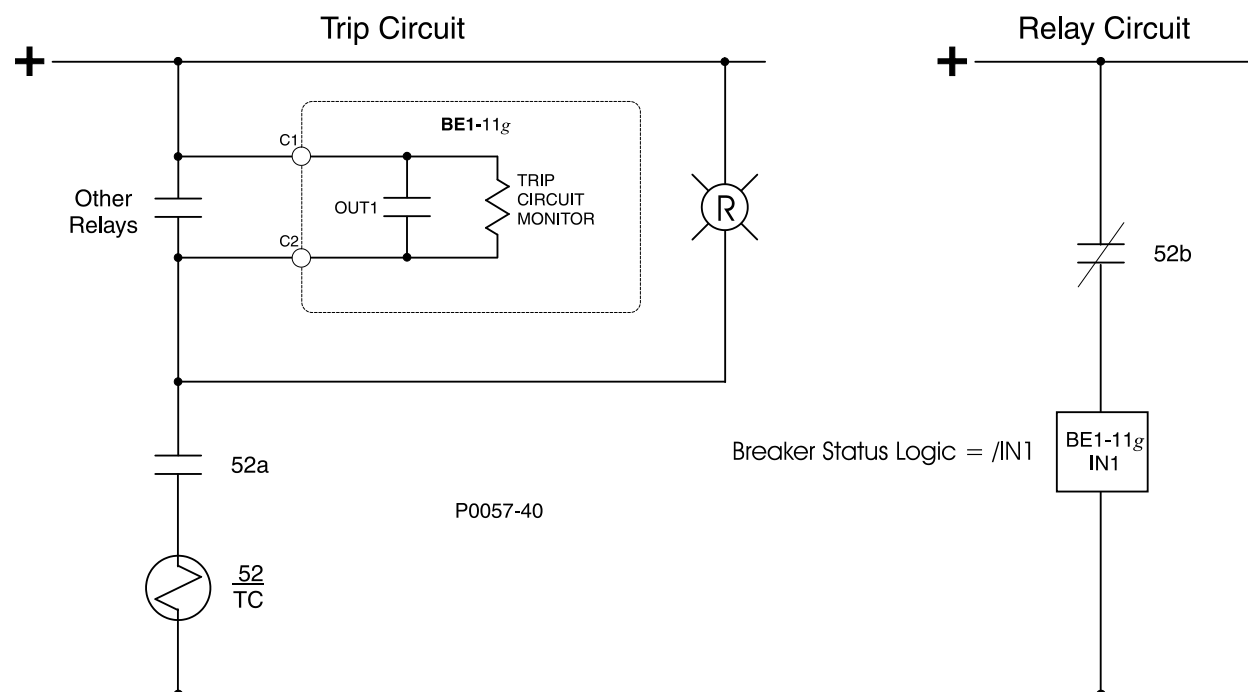 Trip Circuit
Relay Circuit
+
+
BE1-11g
C1
Other
Relays
OUT1
TRIP
CIRCUIT
MONITOR
R
C2
52b
52a
Breaker Status Logic = /IN1
BE1-11g
IN1
P0057-40
52
TC